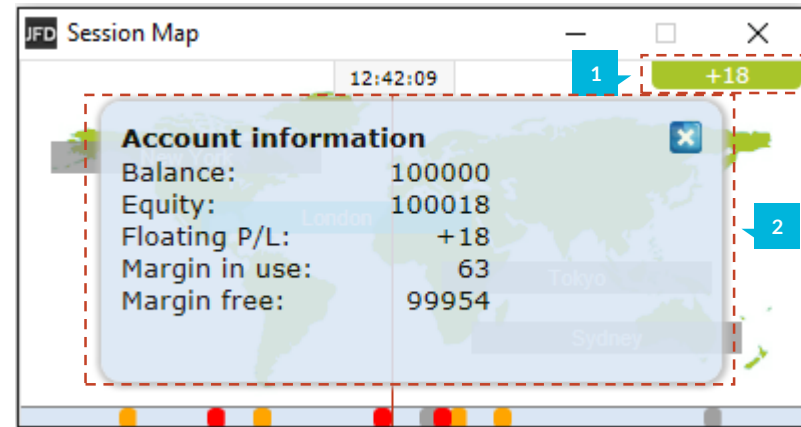 JFD Session Map
12:42:09
1
+18
Account information
Balance: 100000
Equity: 100018
London
Floating P/L: +18
2
Margin in use: 63
Tokyo
Margin free: 99954
Sydney